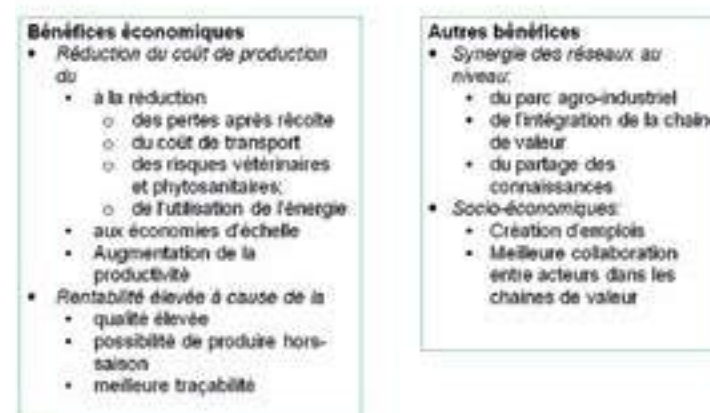 Bénéfices économiques
• Réduction du coût de production
du
• à la réduction
o des pertes après récolte
o du coût de transport
o des risques vétérinaires
et phytosanitaires;
o de l'utilisation de l'énergie
• aux économies d'échelle
• Augmentation de la
productivité
• Rentabilité élevée à cause de la
• qualité élevée
• possibilité de produire hors-
saison
• meilleure traçabilité
Autres bénéfices
• Synergie des réseaux au
niveau:
• du parc agro-industriel
• de l'intégration de la chaîne
de valeur
• du partage des
connaissances
• Socio-économiques:
• Création d'emplois
• Meilleure collaboration
entre acteurs dans les
chaines de valeur